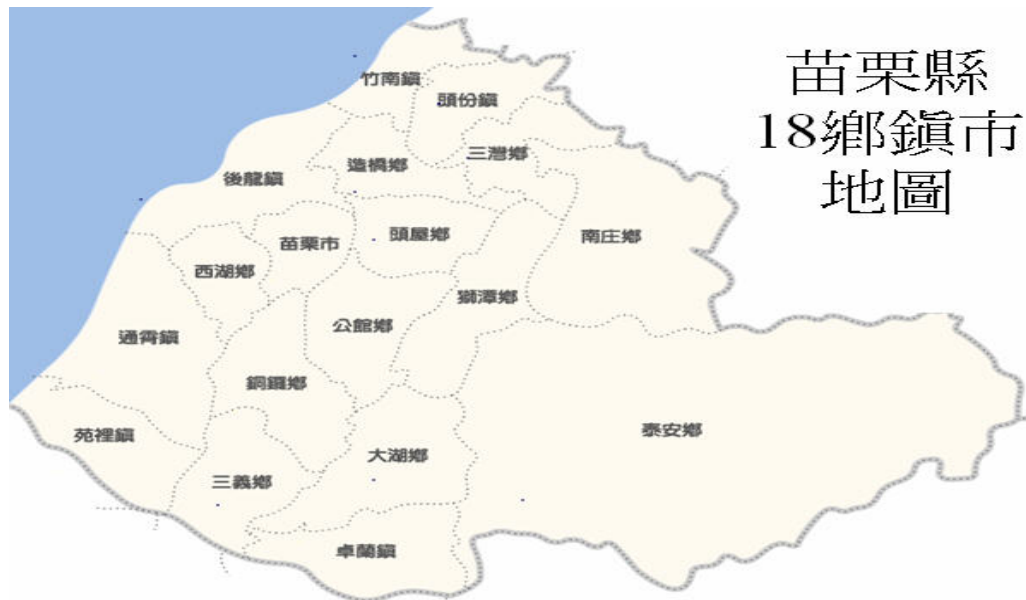 苗栗縣
18鄉鎮市
地圖
竹南鎮
頭份鎮
三灣鄉
造橋鄉
後龍鎮
頭屋鄉
南庄鄉
苗栗市
西湖鄉
獅潭鄉
公館鄉
通霄鎮
銅鑼鄉
泰安鄉
苑裡鎮
大湖鄉
三義鄉
卓蘭鎮